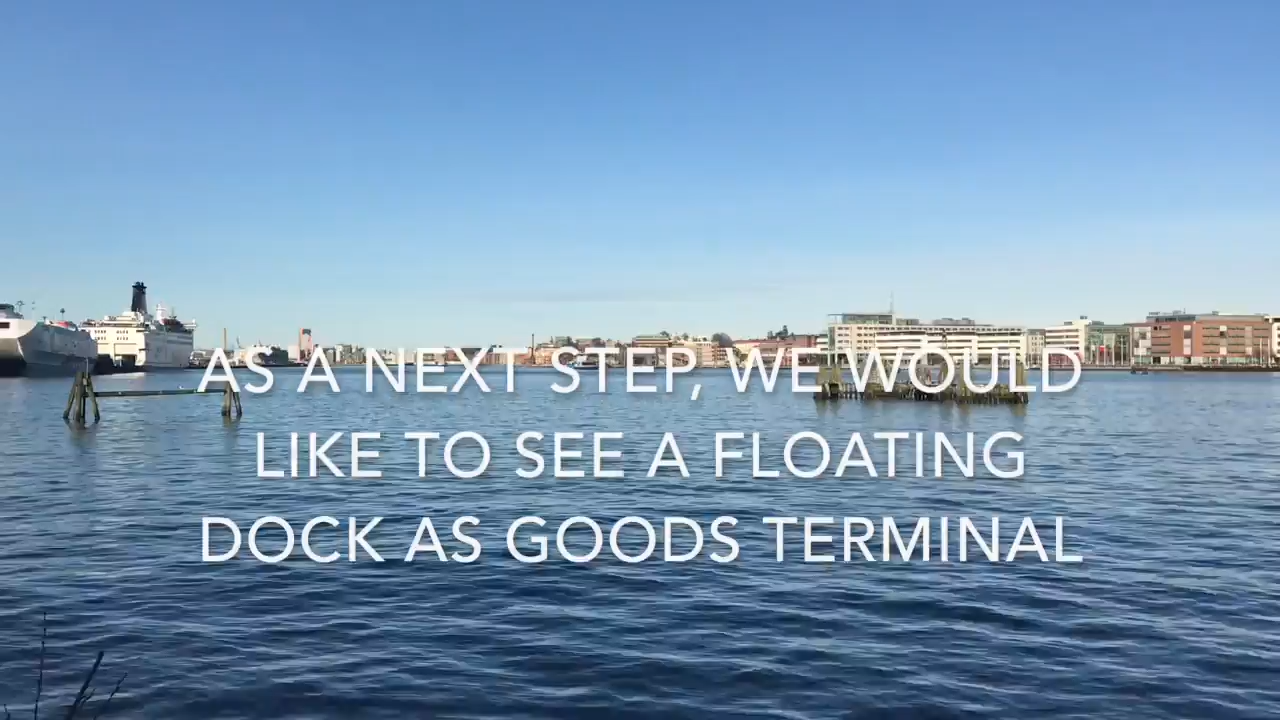 AS A NEXT STEP, WE WOULD
LIKE TO SEE A FLOATING
DOCK AS GOODS TERMINAL